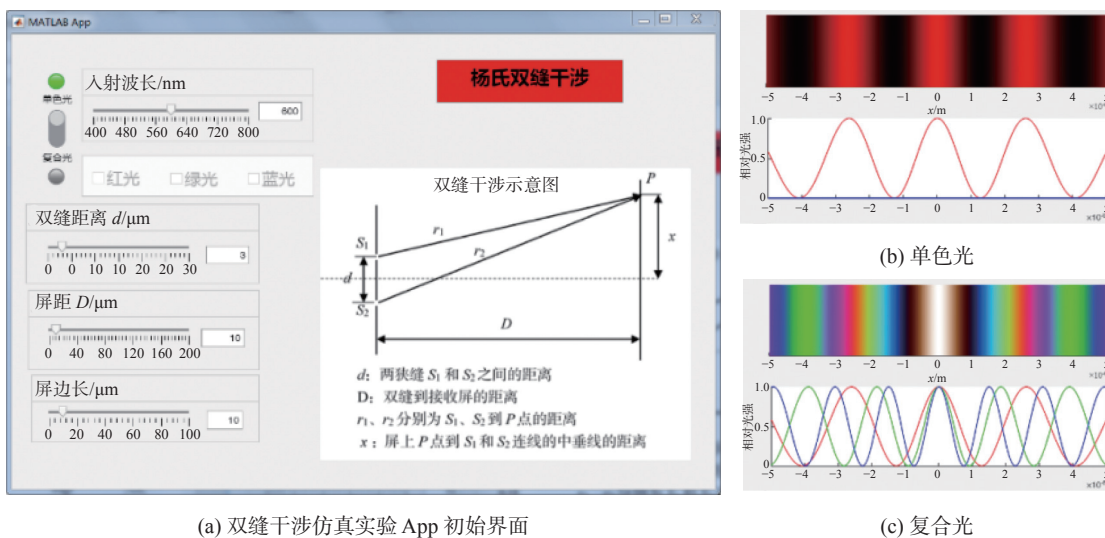 MATLAB App
杨氏双缝干涉
单色光
复合光
入射波长/nm
600
400 480 560 640 720 800
红光 绿光 蓝光
双缝距离 d/μm
3
0 0 10 10 20 20 30
屏距 D/μm
10
0 40 80 120 160 200
屏边长/μm
10
0 20 40 60 80 100
双缝干涉示意图
P
r₁
S₁
r₂
x
d
S₂
D
d：两狭缝 S₁ 和 S₂ 之间的距离
D：双缝到接收屏的距离
r₁、r₂ 分别为 S₁、S₂ 到 P 点的距离
x：屏上 P 点到 S₁ 和 S₂ 连线的中垂线的距离
(a) 双缝干涉仿真实验 App 初始界面
−5 −4 −3 −2 −1 0 1 2 3 4
x/m
相对光强
1.0
0.5
0
−5 −4 −3 −2 −1 0 1 2 3 4
(b) 单色光
−5 −4 −3 −2 −1 0 1 2 3 4
x/m
相对光强
1.0
0.5
0
−5 −4 −3 −2 −1 0 1 2 3 4
(c) 复合光